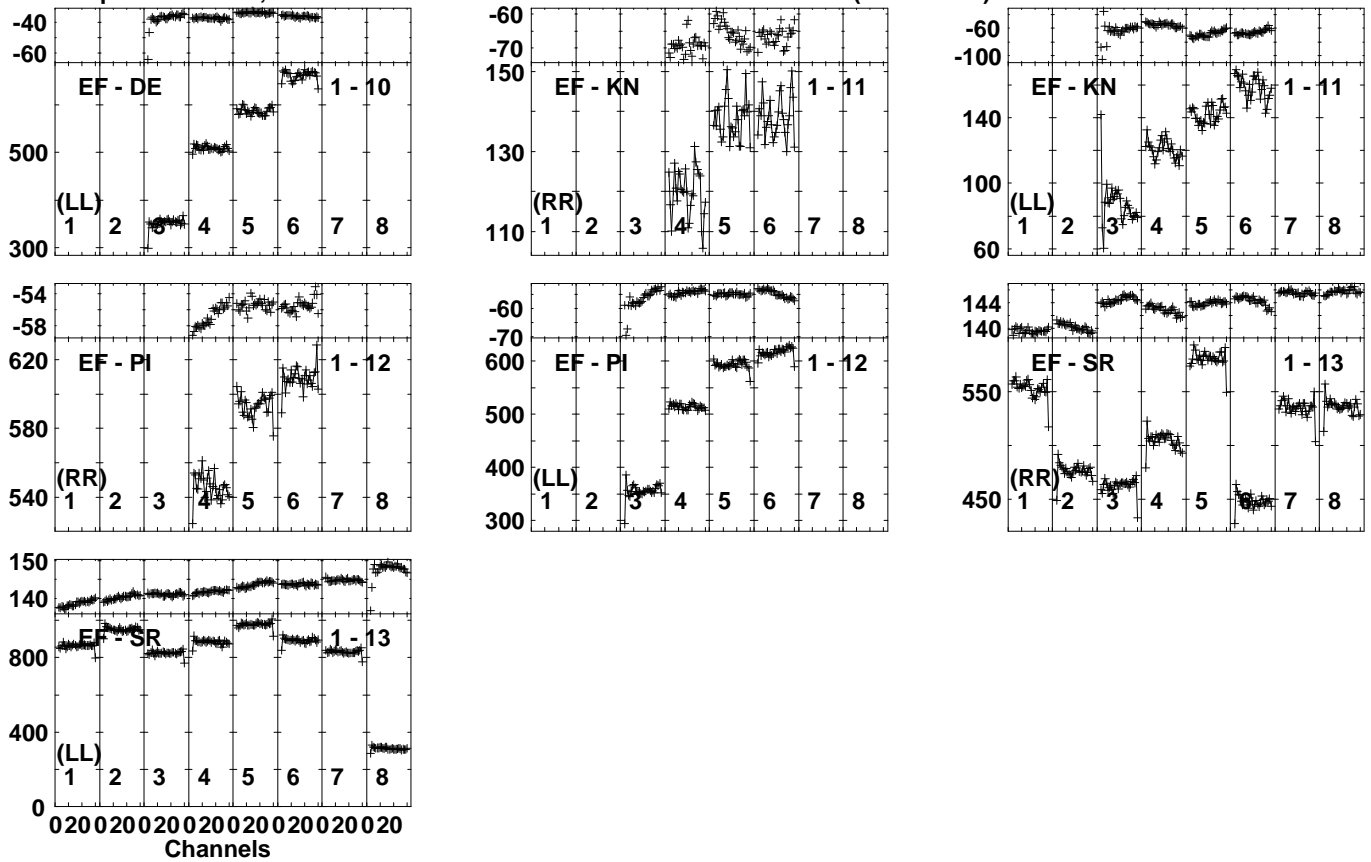 -40
-60
EF - DE
1 - 10
500
300
(LL)
1 2 3 4 5 6 7 8
-60
-70
150
EF - KN
1 - 11
130
110
(RR)
1 2 3 4 5 6 7 8
-60
-100
EF - KN
1 - 11
140
100
60
(LL)
1 2 3 4 5 6 7 8
-54
-58
620
EF - PI
1 - 12
580
540
(RR)
1 2 3 4 5 6 7 8
-60
-70
600
EF - PI
1 - 12
500
400
300
(LL)
1 2 3 4 5 6 7 8
144
140
EF - SR
1 - 13
550
450
(RR)
1 2 3 4 5 6 7 8
150
140
EF - SR
1 - 13
800
400
0
(LL)
1 2 3 4 5 6 7 8
0 20 0 20 0 20 0 20 0 20 0 20 0 20 0 20
Channels